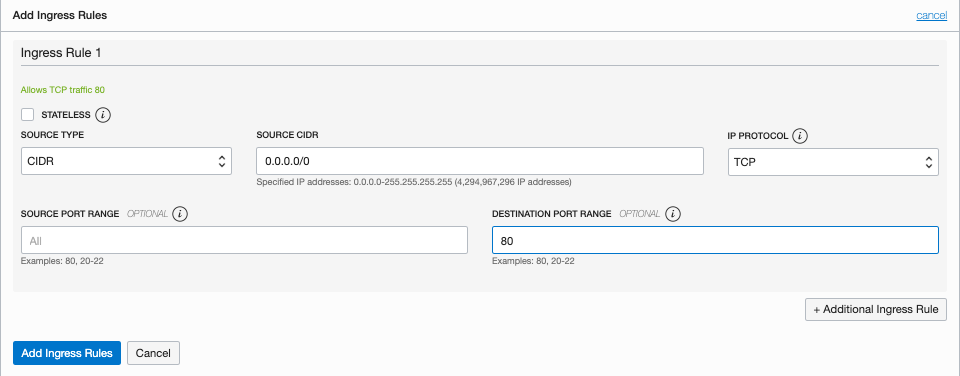 Add Ingress Rules cancel
Ingress Rule 1
Allows TCP traffic 80
STATELESS i
SOURCE TYPE SOURCE CIDR IP PROTOCOL i
CIDR 0.0.0.0/0 TCP
Specified IP addresses: 0.0.0.0-255.255.255.255 (4,294,967,296 IP addresses)
SOURCE PORT RANGE OPTIONAL i DESTINATION PORT RANGE OPTIONAL i
All 80
Examples: 80, 20-22 Examples: 80, 20-22
+ Additional Ingress Rule
Add Ingress Rules Cancel